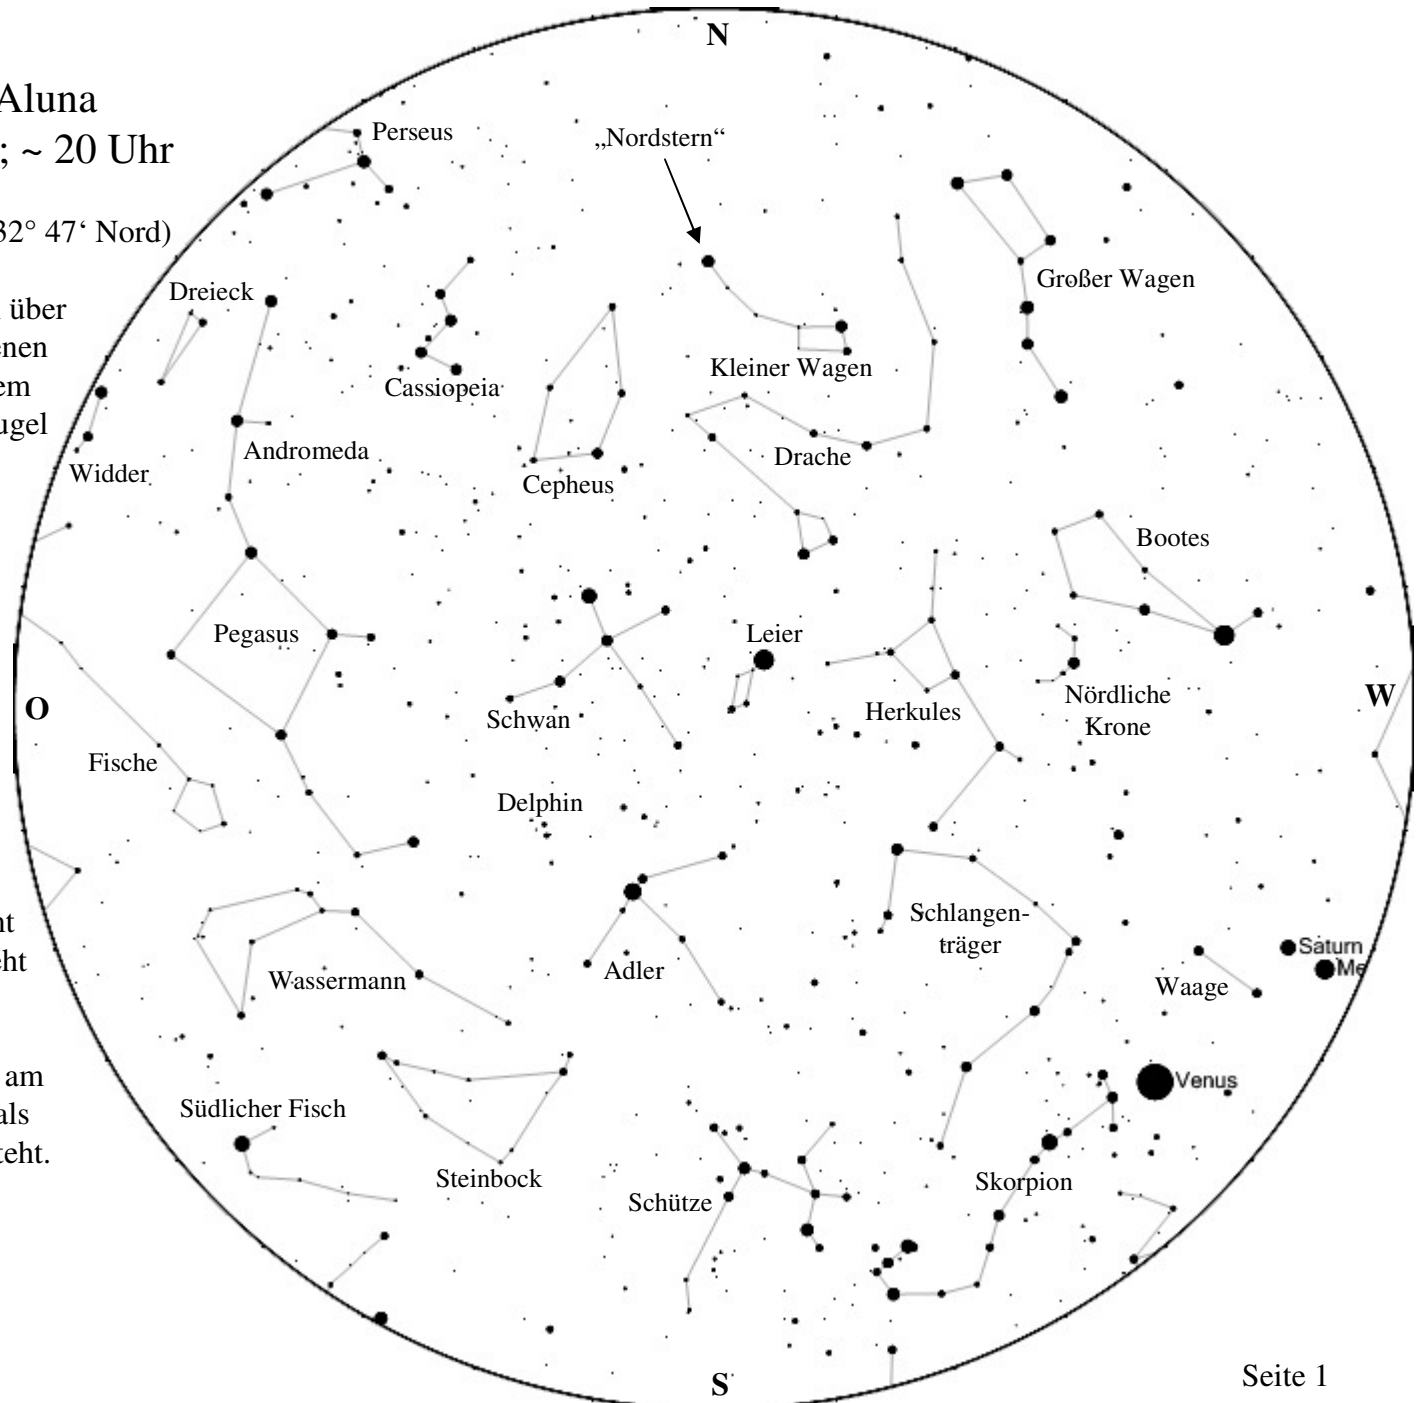 N
Aluna
; ~ 20 Uhr
32° 47‘ Nord)
über
enen
em
ugel
Perseus
„Nordstern“
Großer Wagen
Dreieck
Cassiopeia
Kleiner Wagen
Widder
Andromeda
Cepheus
Drache
Bootes
Pegasus
Leier
O
Schwan
Herkules
Nördliche
Krone
W
Fische
Delphin
nt
eht
Wassermann
Adler
Schlangen-
träger
Waage
Saturn
Me
am
als
teht.
Südlicher Fisch
Steinbock
Schütze
Skorpion
Venus
S
Seite 1